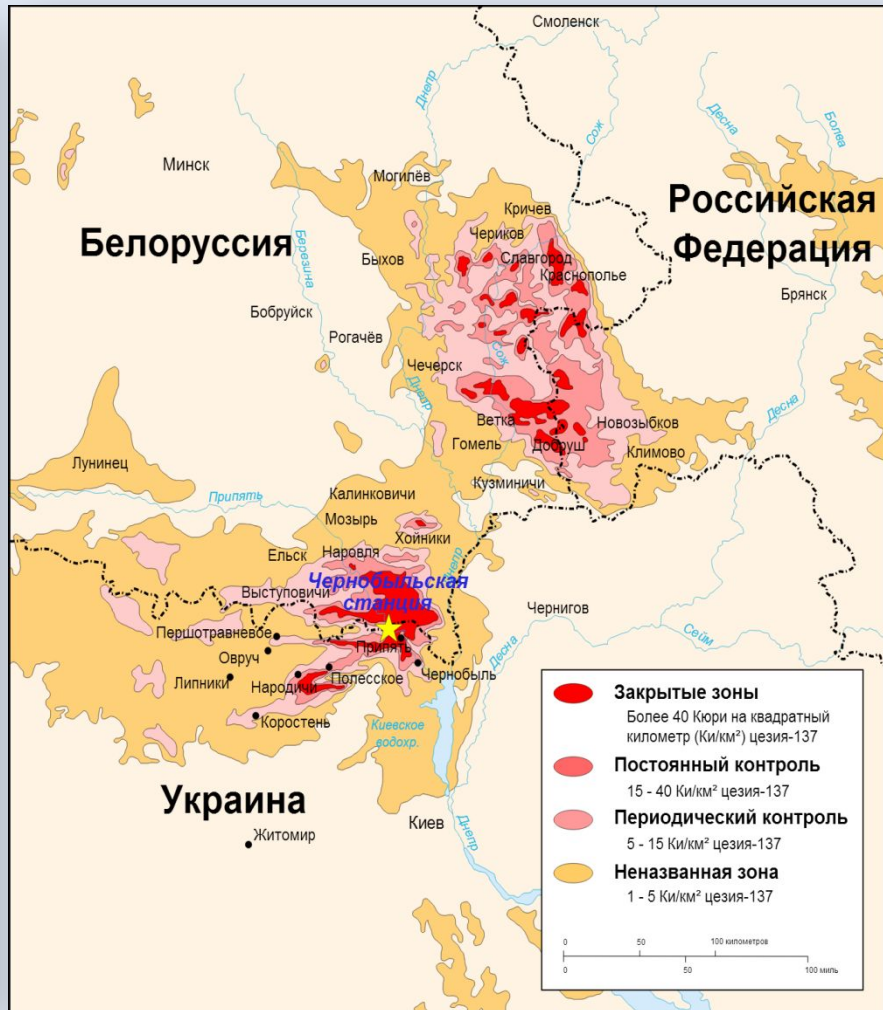 Смоленск
Днепр
Сож
Десна
Болва
Минск
Могилёв
Российская
Федерация
Кричев
Белоруссия
Березина
Чериков
Быхов
Славгород
Краснополье
Брянск
Бобруйск
Рогачёв
Сож
Чечерск
Днепр
Десна
Ветка
Новозыбков
Гомель
Добруш
Климово
Лунинец
Кузминичи
Калинковичи
Припять
Мозырь
Хойники
Ельск
Наровля
Днепр
Чернобыльская
станция
Выступовичи
Чернигов
Першотравневое
Припять
Сейм
Овруч
Десна
Чернобыль
Липники
Народичи
Полесское
Коростень
Киевское
водохр.
Украина
Киев
Житомир
Днепр
Закрытые зоны
Более 40 Кюри на квадратный
километр (Ки/км²) цезия-137
Постоянный контроль
15 - 40 Ки/км² цезия-137
Периодический контроль
5 - 15 Ки/км² цезия-137
Неназванная зона
1 - 5 Ки/км² цезия-137
0 50 100 километров
0 50 100 миль